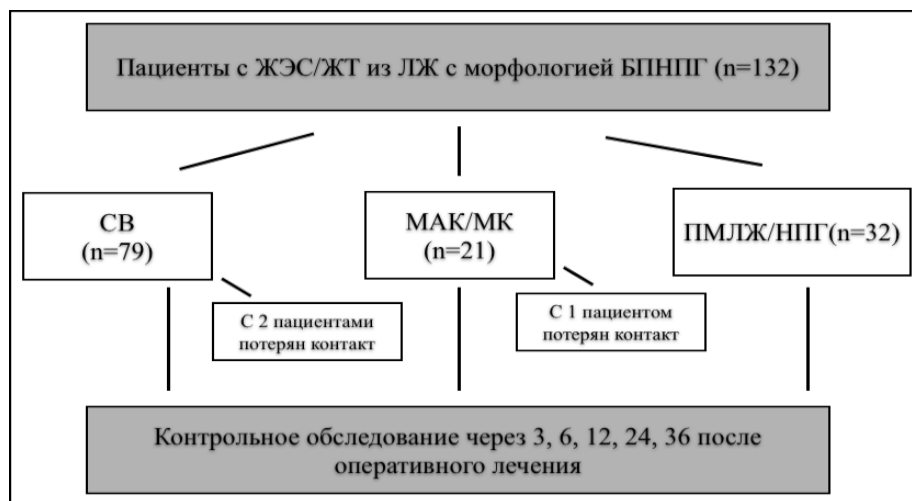 Пациенты с ЖЭС/ЖТ из ЛЖ с морфологией БПНПГ (n=132)
СВ
(n=79)
МАК/МК
(n=21)
ПМЛЖ/НПГ(n=32)
С 2 пациентами
потерян контакт
С 1 пациентом
потерян контакт
Контрольное обследование через 3, 6, 12, 24, 36 после
оперативного лечения